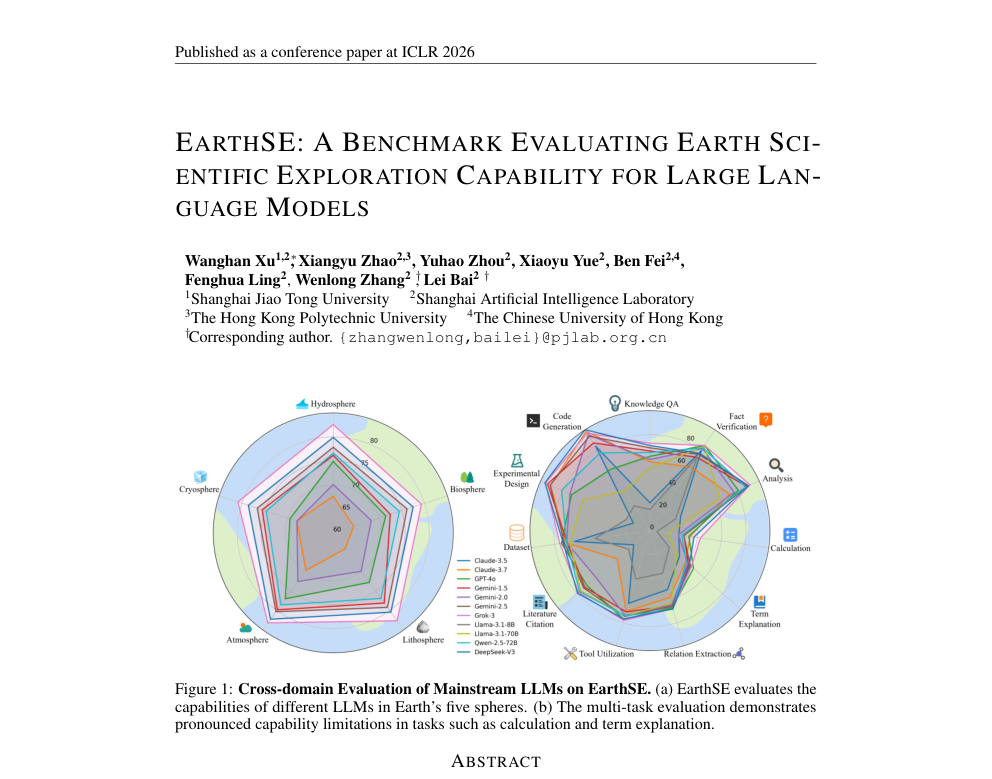 Published as a conference paper at ICLR 2026
EARTHSE: A BENCHMARK EVALUATING EARTH SCI-
ENTIFIC EXPLORATION CAPABILITY FOR LARGE LAN-
GUAGE MODELS
Wanghan Xu1,2*, Xiangyu Zhao2,3, Yuhao Zhou2, Xiaoyu Yue2, Ben Fei2,4,
Fenghua Ling2, Wenlong Zhang2 †, Lei Bai2 †
1Shanghai Jiao Tong University 2Shanghai Artificial Intelligence Laboratory
3The Hong Kong Polytechnic University 4The Chinese University of Hong Kong
†Corresponding author. {zhangwenlong,bailei}@pjlab.org.cn
Hydrosphere
Cryosphere
Biosphere
Atmosphere
Lithosphere
80
75
70
65
60
Claude-3.5
Claude-3.7
GPT-4o
Gemini-1.5
Gemini-2.0
Gemini-2.5
Grok-3
Llama-3.1-8B
Llama-3.1-70B
Qwen-2.5-72B
DeepSeek-V3
Knowledge QA
Code
Generation
Fact
Verification
Experimental
Design
Analysis
Dataset
Calculation
Literature
Citation
Term
Explanation
Tool Utilization
Relation Extraction
80
60
40
20
0
Figure 1: Cross-domain Evaluation of Mainstream LLMs on EarthSE. (a) EarthSE evaluates the
capabilities of different LLMs in Earth's five spheres. (b) The multi-task evaluation demonstrates
pronounced capability limitations in tasks such as calculation and term explanation.
ABSTRACT